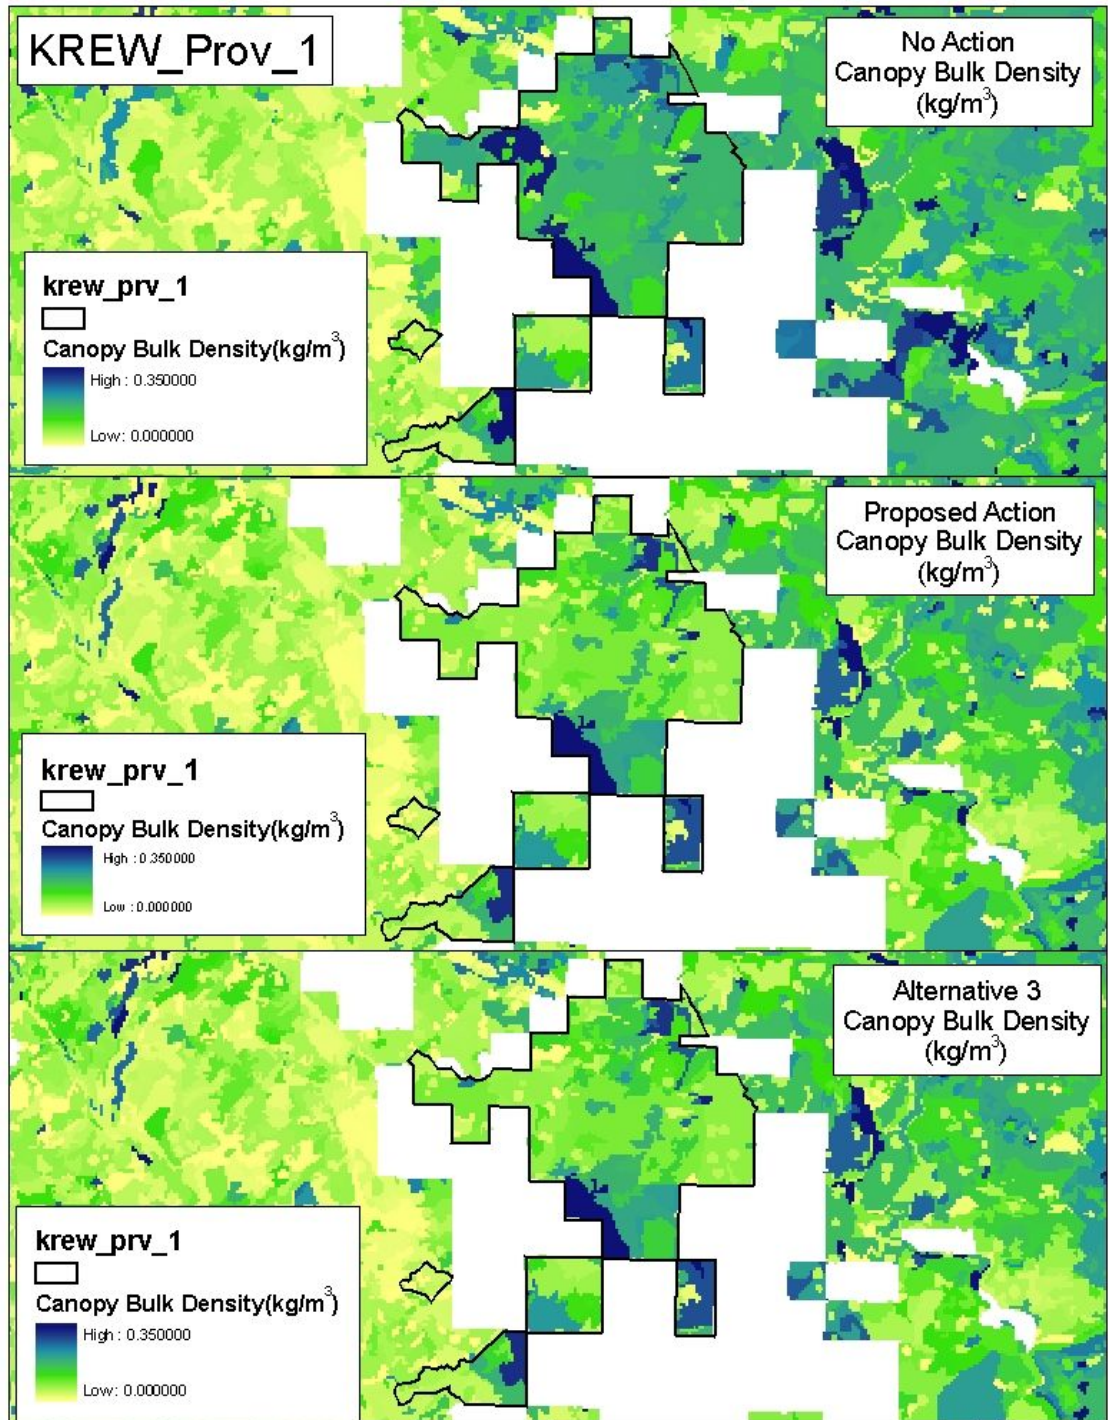 KREW_Prov_1
No Action
Canopy Bulk Density
(kg/m³)
krew_prv_1
Canopy Bulk Density(kg/m³)
High : 0.350000
Low: 0.000000
Proposed Action
Canopy Bulk Density
(kg/m³)
krew_prv_1
Canopy Bulk Density(kg/m³)
High : 0.350000
Low : 0.000000
Alternative 3
Canopy Bulk Density
(kg/m³)
krew_prv_1
Canopy Bulk Density(kg/m³)
High : 0.350000
Low: 0.000000